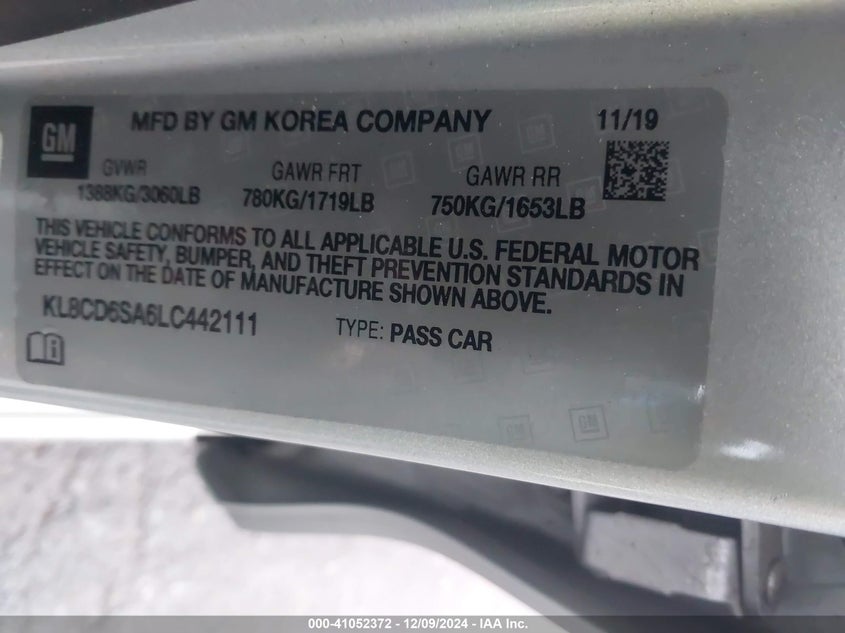 GM
MFD BY GM KOREA COMPANY 11/19
GVWR GAWR FRT GAWR RR
1388KG/3060LB 780KG/1719LB 750KG/1653LB
THIS VEHICLE CONFORMS TO ALL APPLICABLE U.S. FEDERAL MOTOR
VEHICLE SAFETY, BUMPER, AND THEFT PREVENTION STANDARDS IN
EFFECT ON THE DATE OF MANUFACTURE SHOWN ABOVE.
KL8CD6SA6LC442111 TYPE: PASS CAR
GM GM
000-41052372 - 12/09/2024 - IAA Inc.